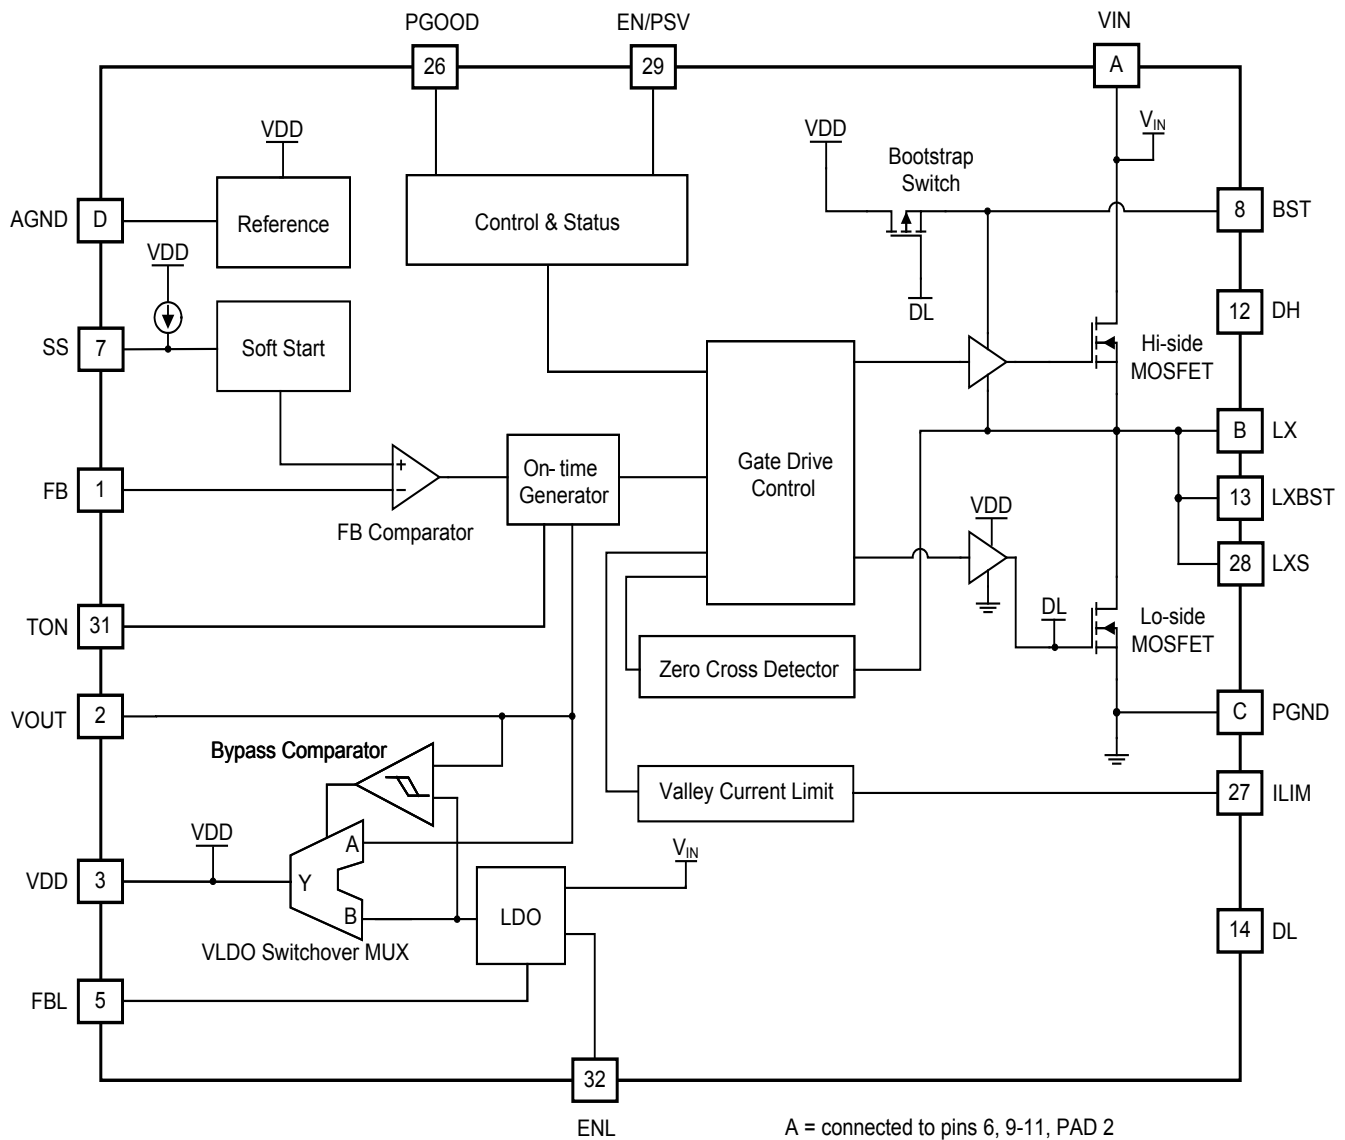 PGOOD
EN/PSV
VIN
26
29
A
VDD
VDD
VIN
Bootstrap
Switch
AGND
D
Reference
Control & Status
8
BST
VDD
DL
12
DH
SS
7
Soft Start
Hi-side
MOSFET
B
LX
FB
1
+
−
FB Comparator
On- time
Generator
Gate Drive
Control
13
LXBST
VDD
28
LXS
TON
31
DL
Lo-side
MOSFET
Zero Cross Detector
VOUT
2
C
PGND
Bypass Comparator
Valley Current Limit
27
ILIM
VDD
A
VIN
VDD
3
Y
B
LDO
14
DL
VLDO Switchover MUX
FBL
5
32
ENL
A = connected to pins 6, 9-11, PAD 2